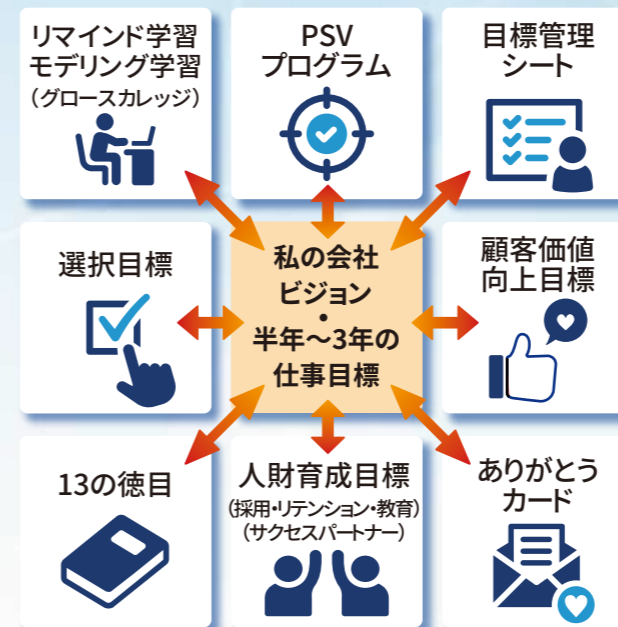 リマインド学習
モデリング学習
（グロースカレッジ）
PSV
プログラム
目標管理
シート
選択目標
私の会社
ビジョン
・
半年～3年の
仕事目標
顧客価値
向上目標
13の徳目
人財育成目標
（採用・リテンション・教育）
（サクセスパートナー）
ありがとう
カード